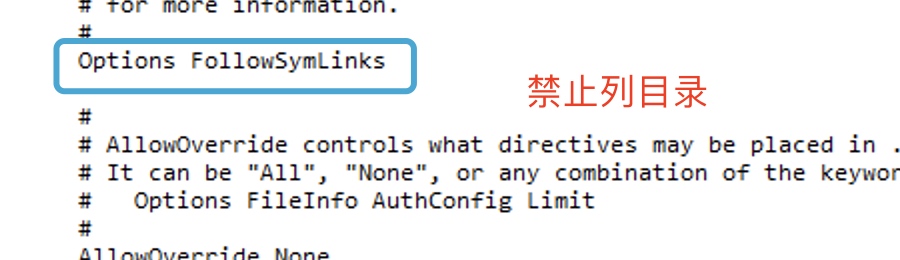 # for more information.
#
Options FollowSymLinks
禁止列目录
#
# AllowOverride controls what directives may be placed in .
# It can be "All", "None", or any combination of the keywor
#   Options FileInfo AuthConfig Limit
#
AllowOverride None